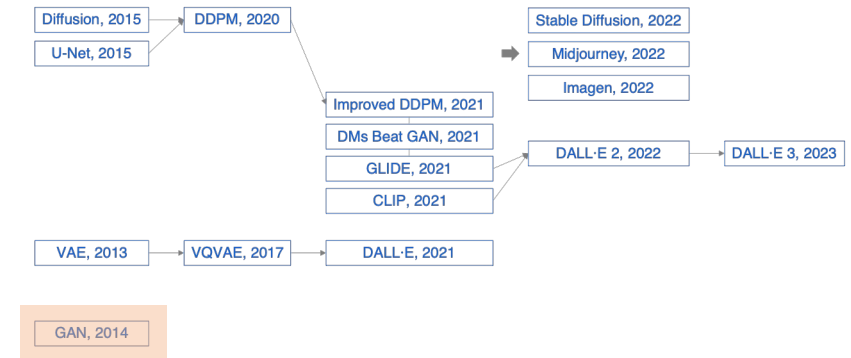 Diffusion, 2015
DDPM, 2020
Stable Diffusion, 2022
U-Net, 2015
Midjourney, 2022
Imagen, 2022
Improved DDPM, 2021
DMs Beat GAN, 2021
GLIDE, 2021
DALL·E 2, 2022
DALL·E 3, 2023
CLIP, 2021
VAE, 2013
VQVAE, 2017
DALL·E, 2021
GAN, 2014